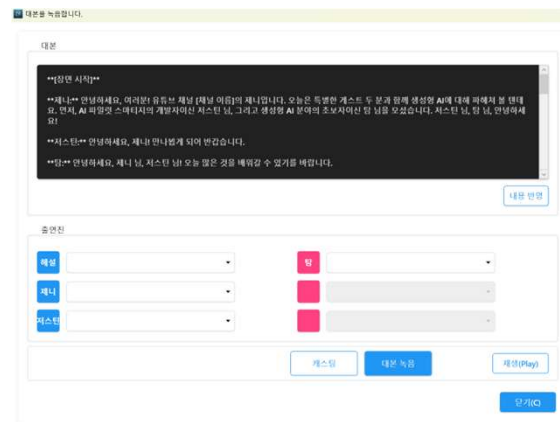 대본을 녹음합니다.
대본
**[장면 시작]**
**제니:** 안녕하세요, 여러분! 유튜브 채널 [채널 이름]의 제니입니다. 오늘은 특별한 게스트 두 분과 함께 생성형 AI에 대해 파헤쳐 볼 텐데
요. 먼저, AI 파일럿 스마티지의 개발자이신 저스틴 님, 그리고 생성형 AI 분야의 초보자이신 탐 님을 모셨습니다. 저스틴 님, 탐 님, 안녕하세
요!
**저스틴:** 안녕하세요, 제니! 만나뵙게 되어 반갑습니다.
**탐:** 안녕하세요, 제니 님, 저스틴 님! 오늘 많은 것을 배워갈 수 있기를 바랍니다.
내용 반영
출연진
해설
탐
제니
저스틴
캐스팅
대본 녹음
재생(Play)
닫기(C)